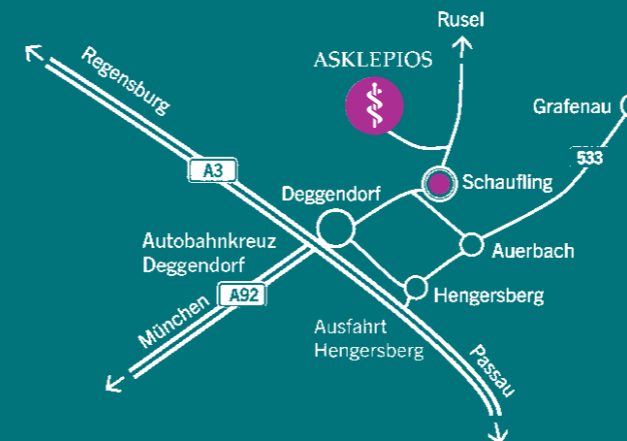 Rusel
ASKLEPIOS
Regensburg
Grafenau
533
A3
Schaufling
Deggendorf
Autobahnkreuz
Deggendorf
Auerbach
A92
Hengersberg
München
Ausfahrt
Hengersberg
Passau